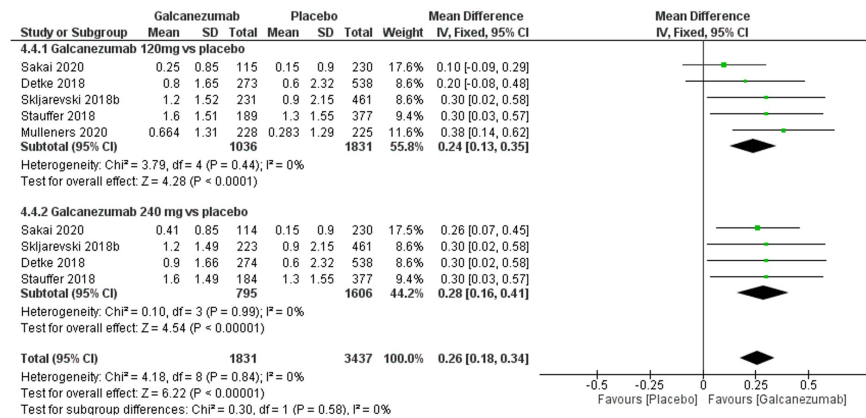 Galcanezumab Placebo Mean Difference Mean Difference
Study or Subgroup Mean SD Total Mean SD Total Weight IV, Fixed, 95% CI IV, Fixed, 95% CI
4.4.1 Galcanezumab 120mg vs placebo
Sakai 2020 0.25 0.85 115 0.15 0.9 230 17.6% 0.10 [-0.09, 0.29]
Detke 2018 0.8 1.65 273 0.6 2.32 538 8.6% 0.20 [-0.08, 0.48]
Skljarevski 2018b 1.2 1.52 231 0.9 2.15 461 8.6% 0.30 [0.02, 0.58]
Stauffer 2018 1.6 1.51 189 1.3 1.55 377 9.4% 0.30 [0.03, 0.57]
Mulleners 2020 0.664 1.31 228 0.283 1.29 225 11.6% 0.38 [0.14, 0.62]
Subtotal (95% CI) 1036 1831 55.8% 0.24 [0.13, 0.35]
Heterogeneity: Chi² = 3.79, df = 4 (P = 0.44); I² = 0%
Test for overall effect: Z = 4.28 (P < 0.0001)
4.4.2 Galcanezumab 240 mg vs placebo
Sakai 2020 0.41 0.85 114 0.15 0.9 230 17.5% 0.26 [0.07, 0.45]
Skljarevski 2018b 1.2 1.49 223 0.9 2.15 461 8.6% 0.30 [0.02, 0.58]
Detke 2018 0.9 1.66 274 0.6 2.32 538 8.6% 0.30 [0.02, 0.58]
Stauffer 2018 1.6 1.49 184 1.3 1.55 377 9.4% 0.30 [0.03, 0.57]
Subtotal (95% CI) 795 1606 44.2% 0.28 [0.16, 0.41]
Heterogeneity: Chi² = 0.10, df = 3 (P = 0.99); I² = 0%
Test for overall effect: Z = 4.54 (P < 0.00001)
Total (95% CI) 1831 3437 100.0% 0.26 [0.18, 0.34]
Heterogeneity: Chi² = 4.18, df = 8 (P = 0.84); I² = 0%
Test for overall effect: Z = 6.22 (P < 0.00001)
Test for subgroup differences: Chi² = 0.30, df = 1 (P = 0.58), I² = 0%
-0.5 -0.25 0 0.25 0.5
Favours [Placebo] Favours [Galcanezumab]